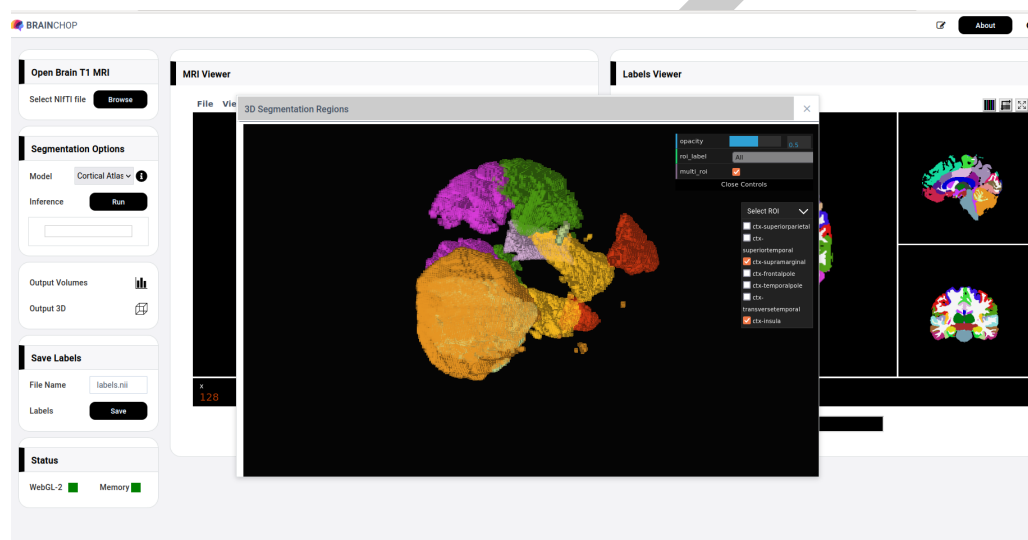 BRAINCHOP
About
Open Brain T1 MRI
Select NIfTI file
Browse
Segmentation Options
Model
Cortical Atlas
Inference
Run
Output Volumes
Output 3D
Save Labels
File Name
labels.nii
Labels
Save
Status
WebGL-2
Memory
MRI Viewer
File
Vie
x
128
3D Segmentation Regions
×
opacity
0.5
roi_label
All
multi_roi
Close Controls
Select ROI
ctx-superiorparietal
ctx-
superiortemporal
ctx-supramarginal
ctx-frontalpole
ctx-temporalpole
ctx-
transversetemporal
ctx-insula
Labels Viewer